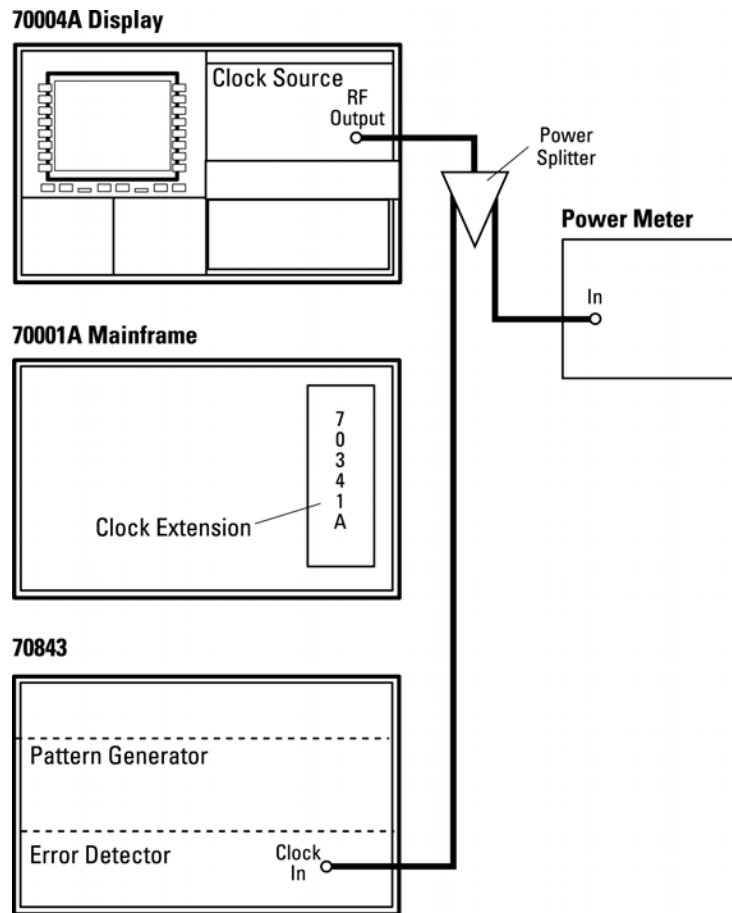 70004A Display
Clock Source
RF
Output
Power
Splitter
Power Meter
In
70001A Mainframe
7
0
3
4
1
A
Clock Extension
70843
Pattern Generator
Error Detector
Clock
In